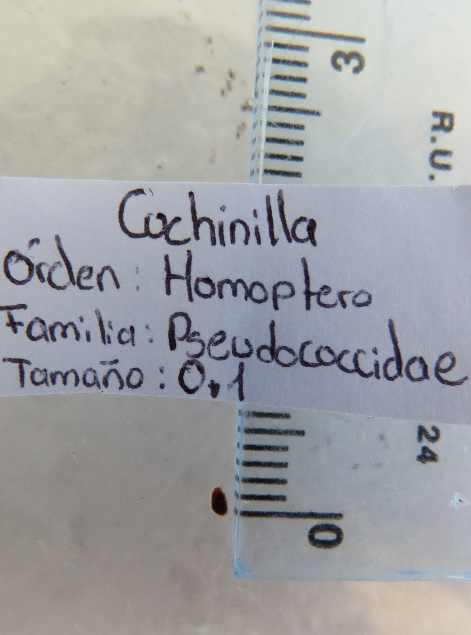 3
R.U.
Cochinilla
Orden: Homoptero
Familia: Pseudococcidae
Tamaño: 0.1
24
0